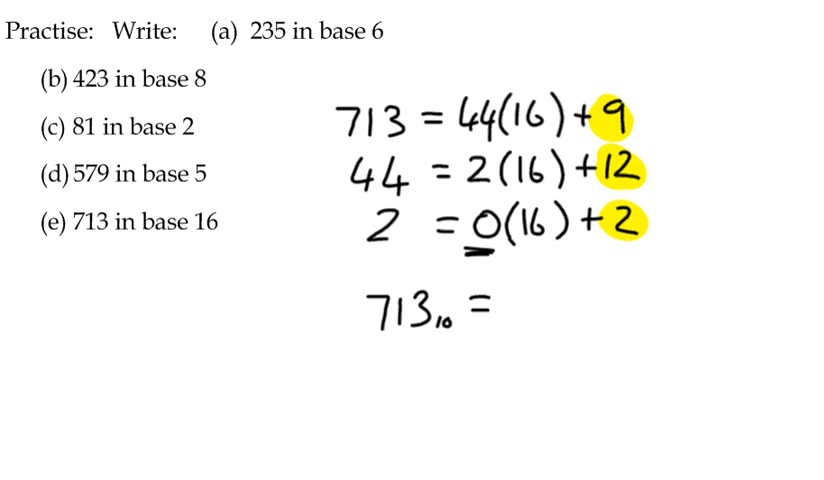 Practise: Write: (a) 235 in base 6
(b) 423 in base 8
(c) 81 in base 2
(d) 579 in base 5
(e) 713 in base 16
713 = 44(16) + 9
44 = 2(16) + 12
2 = 0(16) + 2
713₁₀ =